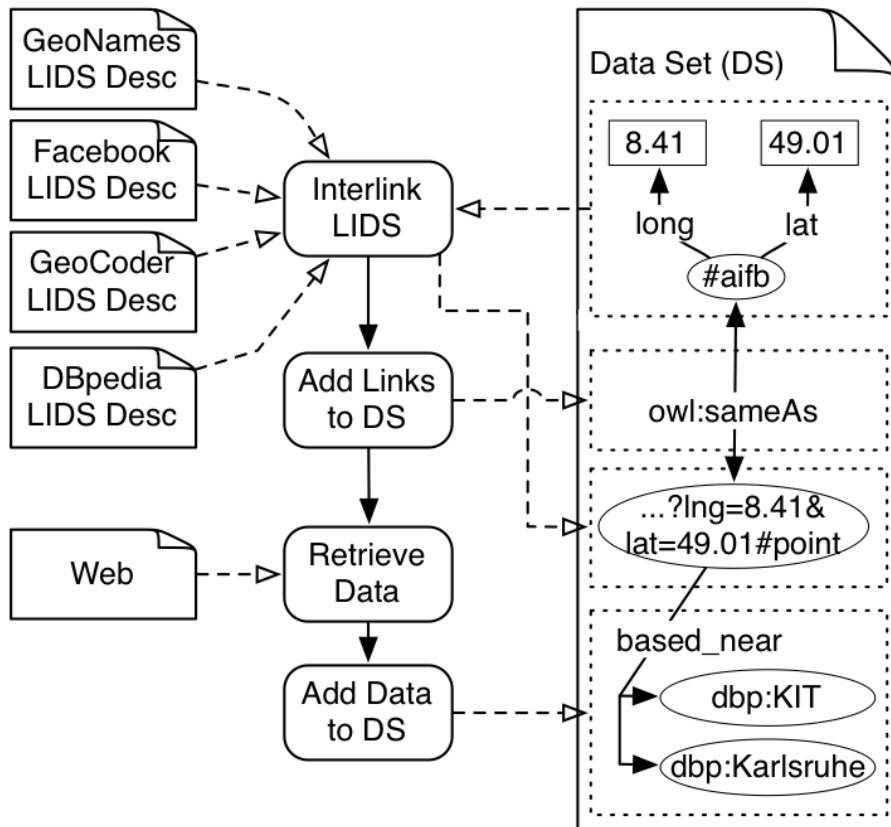 GeoNames
LIDS Desc
Facebook
LIDS Desc
GeoCoder
LIDS Desc
DBpedia
LIDS Desc
Web
Interlink
LIDS
Add Links
to DS
Retrieve
Data
Add Data
to DS
Data Set (DS)
8.41
49.01
long
lat
#aifb
owl:sameAs
...?lng=8.41&
lat=49.01#point
based_near
dbp:KIT
dbp:Karlsruhe